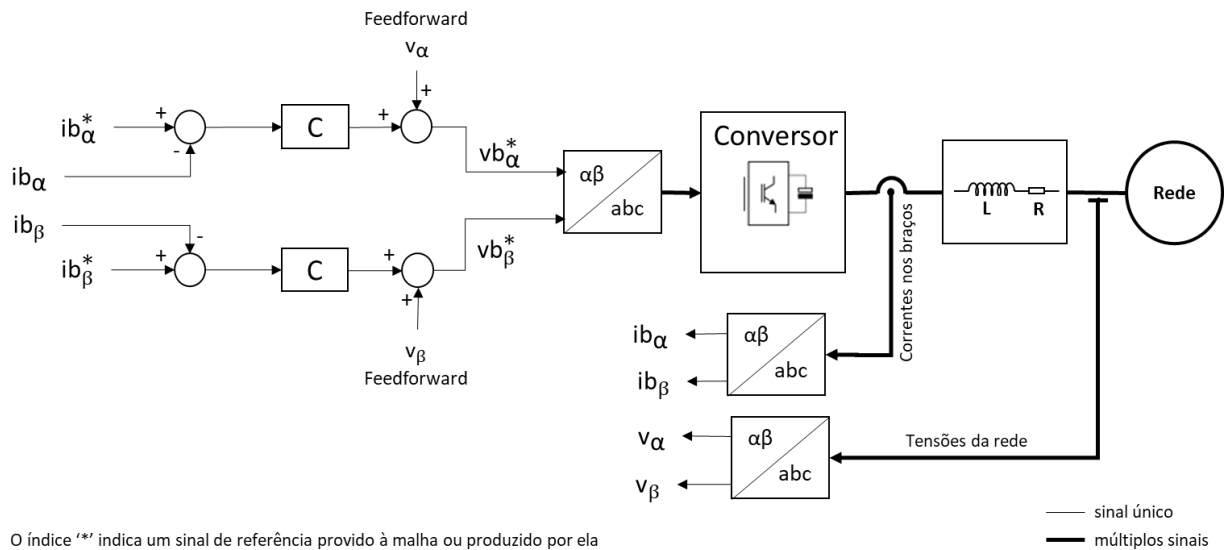 Feedforward
vα
+
+
ib*α
+
-
C
vb*α
ibα
ibβ
-
ib*β
+
C
+
+
vb*β
vβ
Feedforward
αβ
abc
Conversor
L
R
Rede
Correntes nos braços
ibα
ibβ
αβ
abc
vα
vβ
αβ
abc
Tensões da rede
sinal único
múltiplos sinais
O índice '*' indica um sinal de referência provido à malha ou produzido por ela